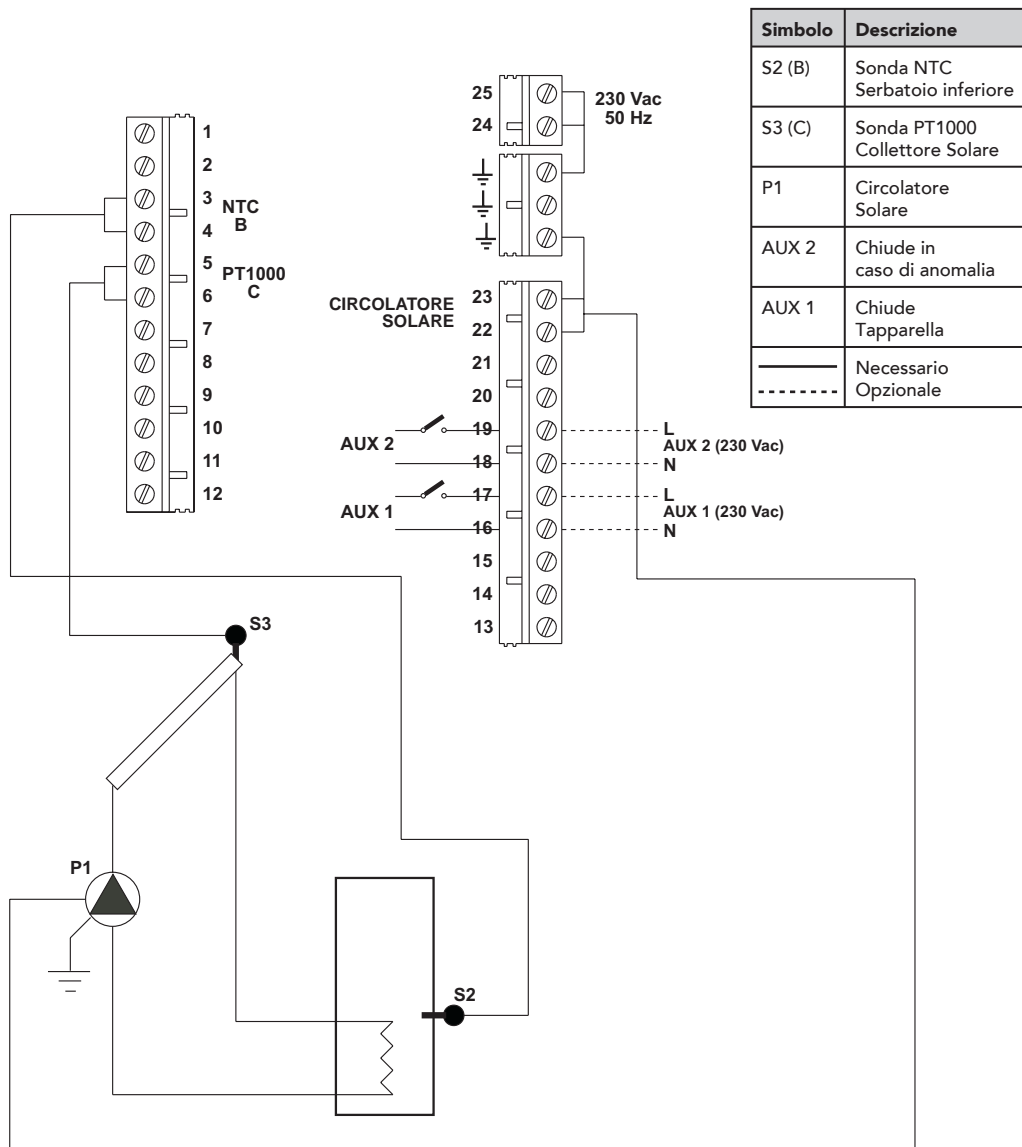 Simbolo Descrizione
S2 (B) Sonda NTC
Serbatoio inferiore
S3 (C) Sonda PT1000
Collettore Solare
P1 Circolatore
Solare
AUX 2 Chiude in
caso di anomalia
AUX 1 Chiude
Tapparella
Necessario
Opzionale
1
2
3
4
5
6
7
8
9
10
11
12
NTC
B
PT1000
C
25
24
230 Vac
50 Hz
CIRCOLATORE
SOLARE
23
22
21
20
19
18
17
16
15
14
13
AUX 2
AUX 1
L
AUX 2 (230 Vac)
N
L
AUX 1 (230 Vac)
N
S3
P1
S2